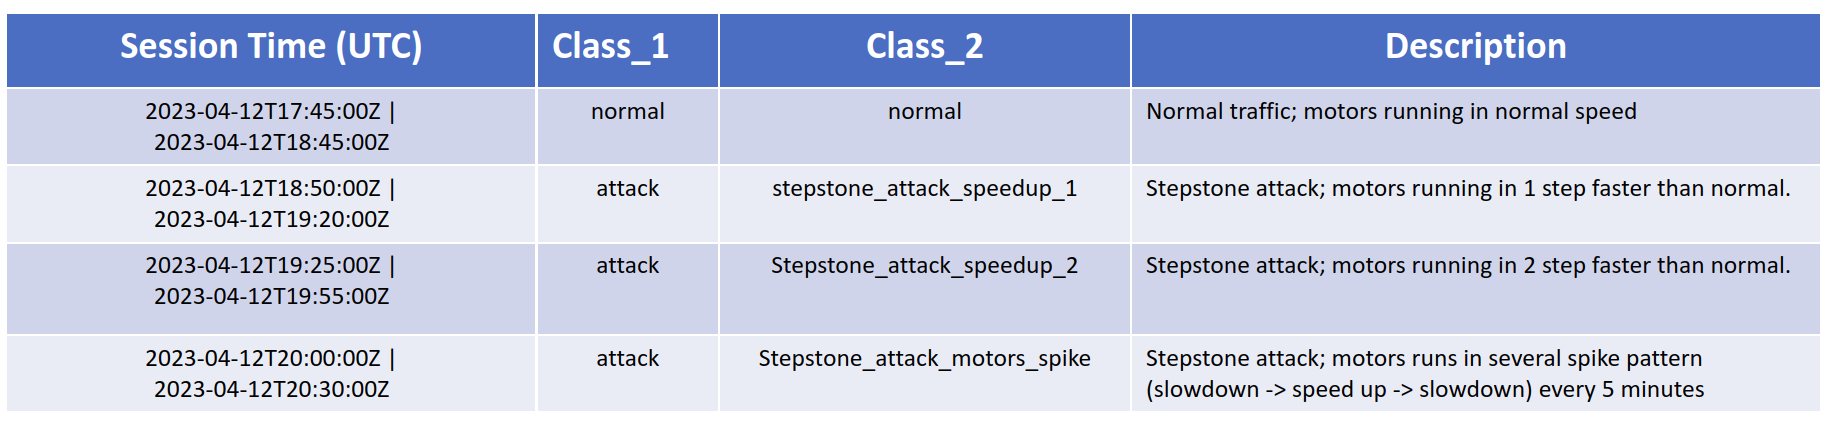 Session Time (UTC) Class_1 Class_2 Description
2023-04-12T17:45:00Z | normal normal Normal traffic; motors running in normal speed
2023-04-12T18:45:00Z
2023-04-12T18:50:00Z | attack stepstone_attack_speedup_1 Stepstone attack; motors running in 1 step faster than normal.
2023-04-12T19:20:00Z
2023-04-12T19:25:00Z | attack Stepstone_attack_speedup_2 Stepstone attack; motors running in 2 step faster than normal.
2023-04-12T19:55:00Z
2023-04-12T20:00:00Z | attack Stepstone_attack_motors_spike Stepstone attack; motors runs in several spike pattern
2023-04-12T20:30:00Z (slowdown -> speed up -> slowdown) every 5 minutes